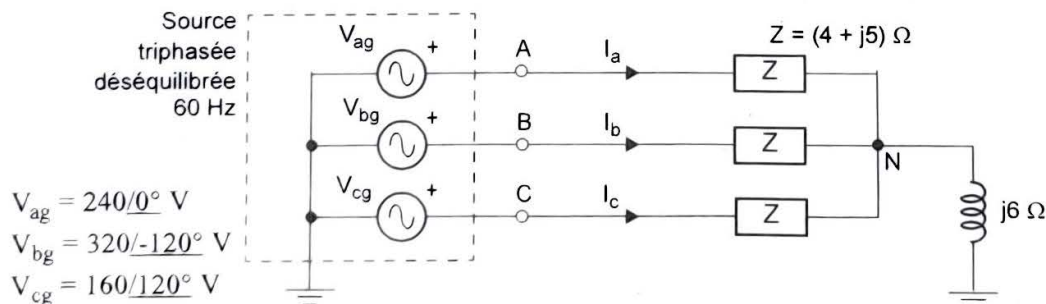 Source
triphasée
déséquilibrée
60 Hz
V_ag
+
A
I_a
Z = (4 + j5) Ω
Z
V_bg
+
B
I_b
Z
N
V_cg
+
C
I_c
Z
j6 Ω
V_ag = 240/0° V
V_bg = 320/-120° V
V_cg = 160/120° V